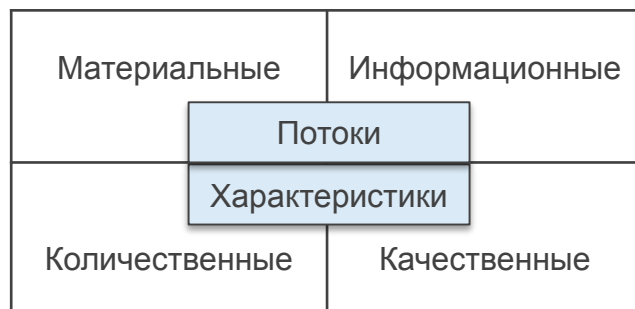 Материальные
Информационные
Потоки
Характеристики
Количественные
Качественные